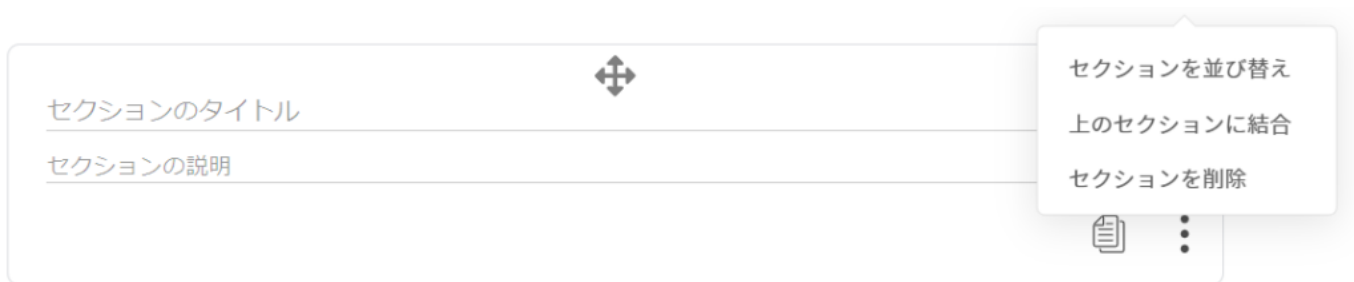 セクションのタイトル
セクションの説明
セクションを並び替え
上のセクションに結合
セクションを削除